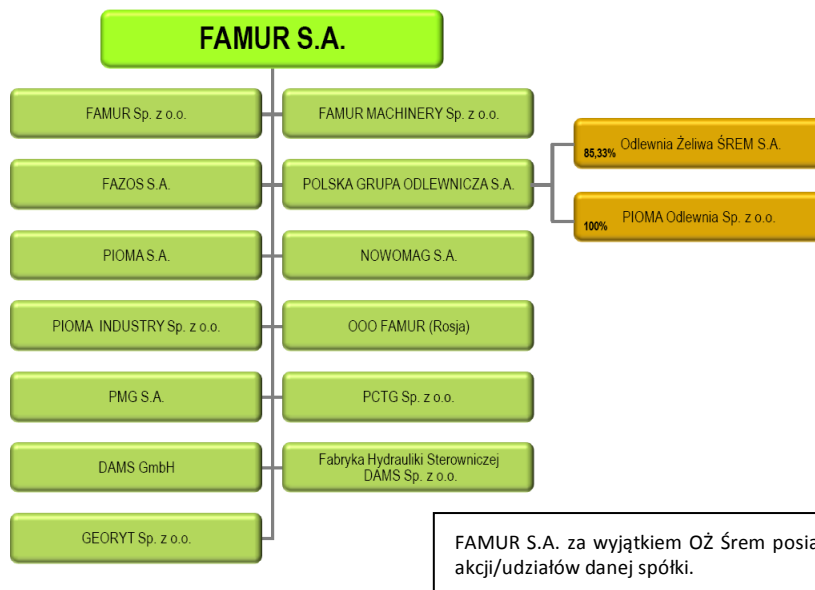 FAMUR S.A.
FAMUR Sp. z o.o.
FAMUR MACHINERY Sp. z o.o.
85,33% Odlewnia Żeliwa ŚREM S.A.
FAZOS S.A.
POLSKA GRUPA ODLEWNICZA S.A.
100% PIOMA Odlewnia Sp. z o.o.
PIOMA S.A.
NOWOMAG S.A.
PIOMA INDUSTRY Sp. z o.o.
OOO FAMUR (Rosja)
PMG S.A.
PCTG Sp. z o.o.
DAMS GmbH
Fabryka Hydrauliki Sterowniczej
DAMS Sp. z o.o.
GEORYT Sp. z o.o.
FAMUR S.A. za wyjątkiem OŻ Śrem
akcji/udziałów danej spółki.